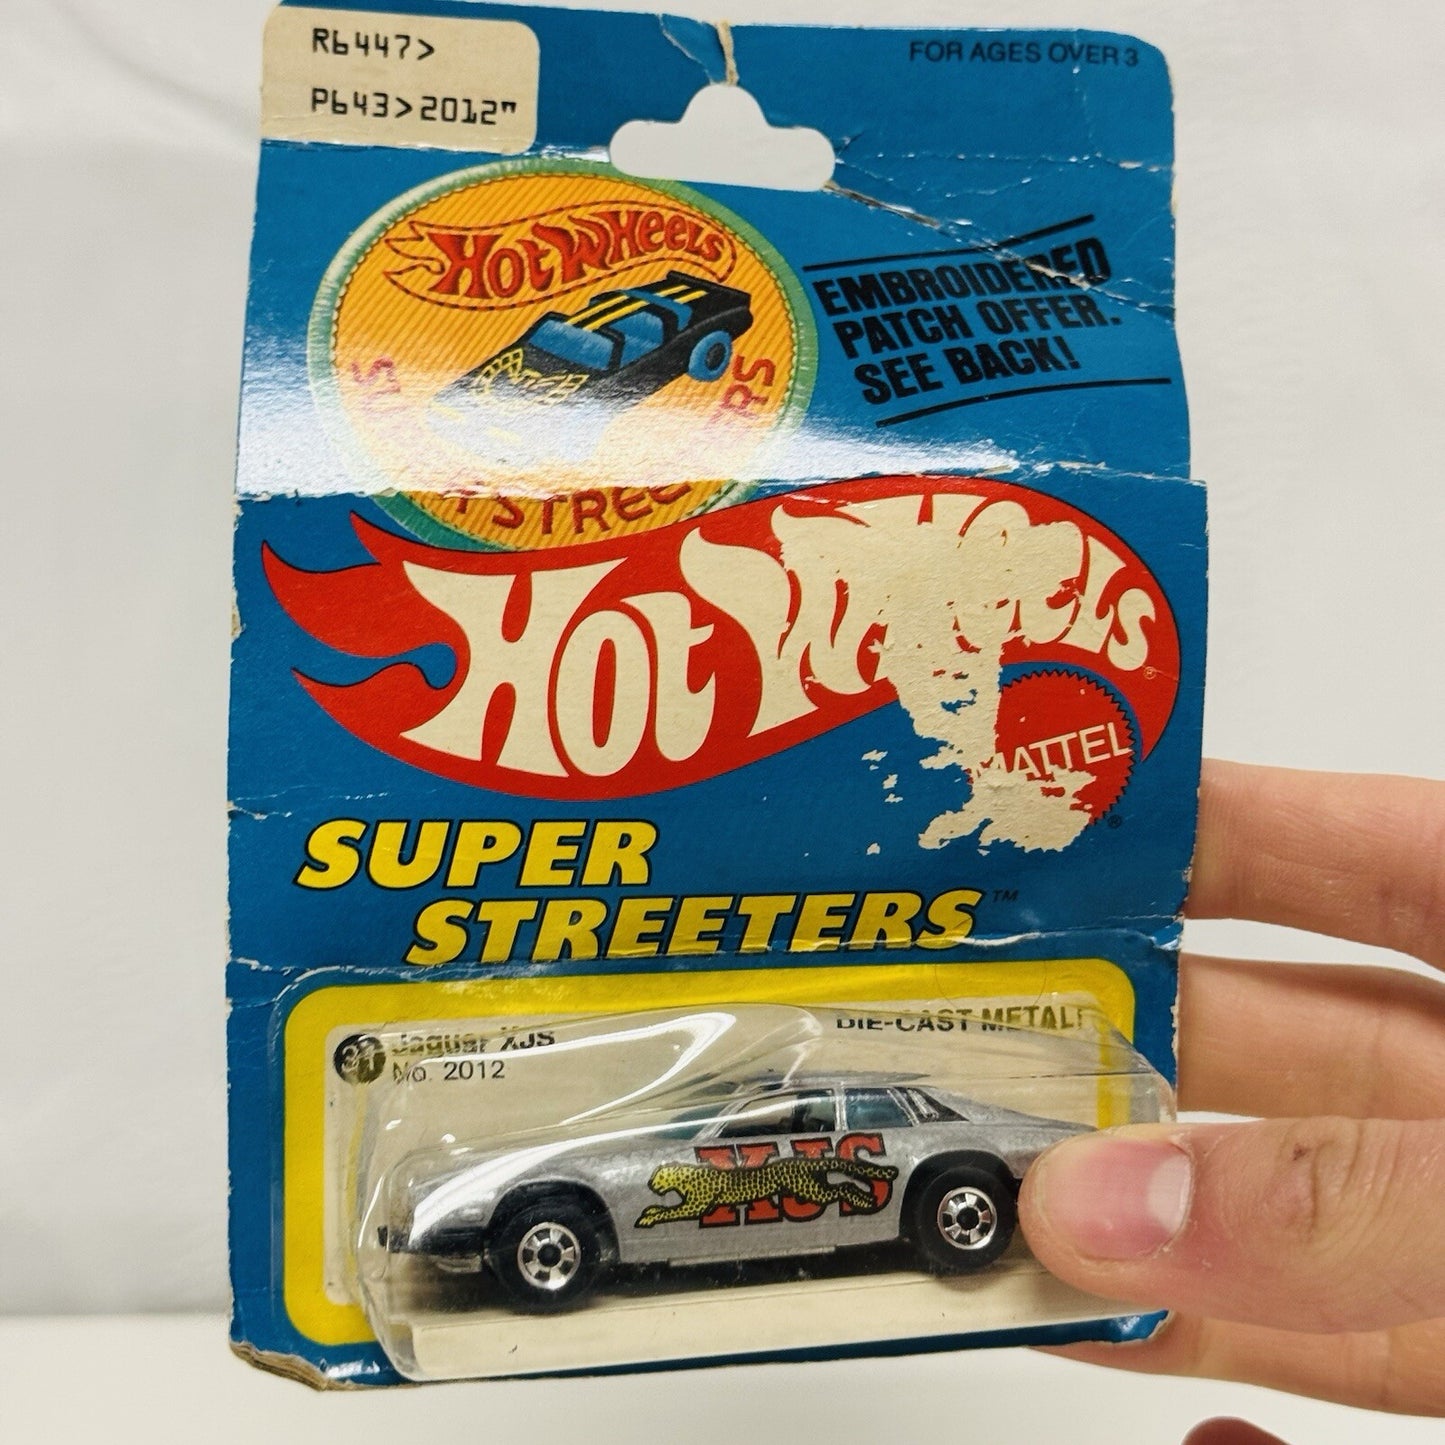 R6447>
P643>2012"
FOR AGES OVER 3
Hot Wheels
EMBROIDERED
PATCH OFFER.
SEE BACK!
Hot Wheels®
MATTEL®
SUPER
STREETERS™
Jaguar XJS
No. 2012
DIE-CAST METAL!
XJS